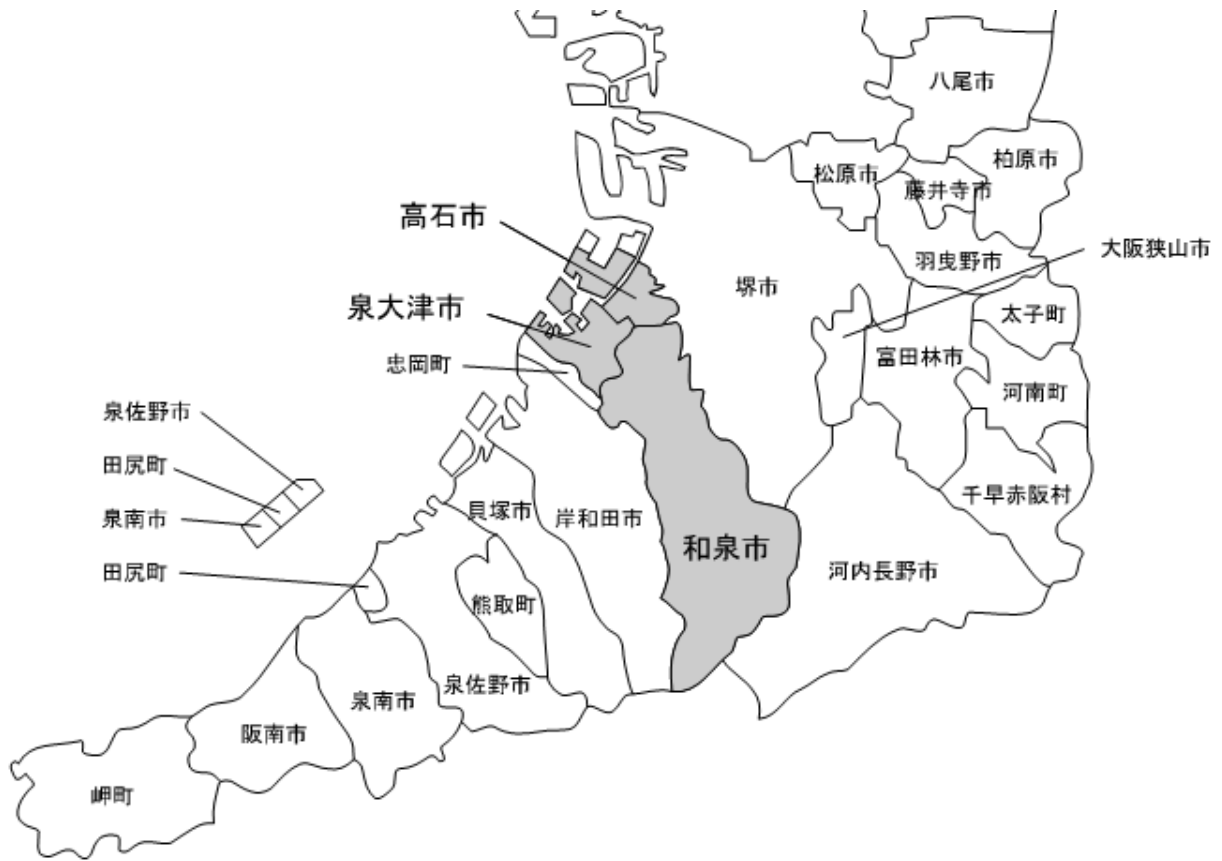 八尾市
柏原市
松原市
藤井寺市
高石市
大阪狭山市
羽曳野市
堺市
泉大津市
太子町
富田林市
忠岡町
河南町
泉佐野市
田尻町
千早赤阪村
泉南市
貝塚市
岸和田市
和泉市
田尻町
河内長野市
熊取町
泉佐野市
泉南市
阪南市
岬町